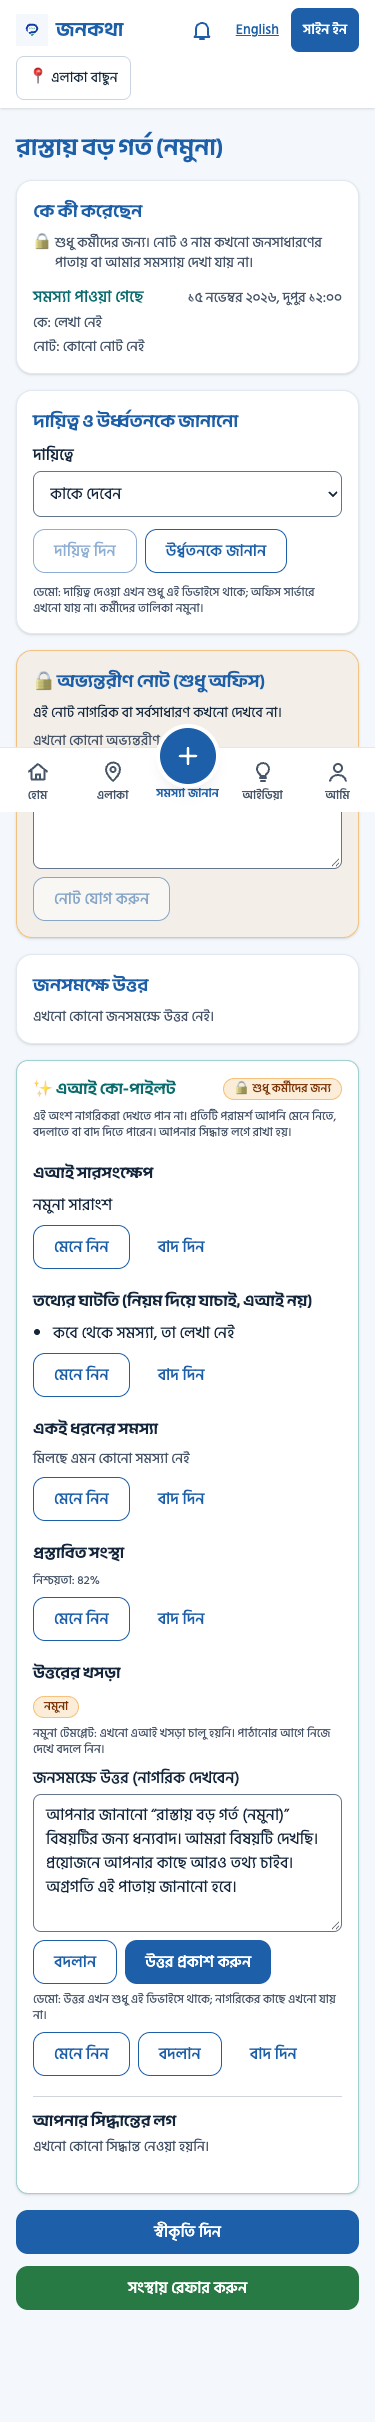 জনকথা
English
সাইন ইন
এলাকা বাছুন
রাস্তায় বড় গর্ত (নমুনা)
কে কী করেছেন
শুধু কর্মীদের জন্য। নোট ও নাম কখনো জনসাধারণের
পাতায় বা আমার সমস্যায় দেখা যায় না।
সমস্যা পাওয়া গেছে
১৫ নভেম্বর ২০২৬, দুপুর ১২:০০
কে: লেখা নেই
নোট: কোনো নোট নেই
দায়িত্ব ও ঊর্ধ্বতনকে জানানো
দায়িত্বে
কাকে দেবেন
দায়িত্ব দিন
ঊর্ধ্বতনকে জানান
ডেমো: দায়িত্ব দেওয়া এখন শুধু এই ডিভাইসে থাকে; অফিস সার্ভারে
এখনো যায় না। কর্মীদের তালিকা নমুনা।
অভ্যন্তরীণ নোট (শুধু অফিস)
এই নোট নাগরিক বা সর্বসাধারণ কখনো দেখবে না।
এখনো কোনো অভ্যন্তরীণ
হোম
এলাকা
সমস্যা জানান
আইডিয়া
আমি
নোট যোগ করুন
জনসমক্ষে উত্তর
এখনো কোনো জনসমক্ষে উত্তর নেই।
এআই কো-পাইলট
শুধু কর্মীদের জন্য
এই অংশ নাগরিকরা দেখতে পান না। প্রতিটি পরামর্শ আপনি মেনে নিতে,
বদলাতে বা বাদ দিতে পারেন। আপনার সিদ্ধান্ত লগে রাখা হয়।
এআই সারসংক্ষেপ
নমুনা সারাংশ
মেনে নিন
বাদ দিন
তথ্যের ঘাটতি (নিয়ম দিয়ে যাচাই, এআই নয়)
• কবে থেকে সমস্যা, তা লেখা নেই
মেনে নিন
বাদ দিন
একই ধরনের সমস্যা
মিলছে এমন কোনো সমস্যা নেই
মেনে নিন
বাদ দিন
প্রস্তাবিত সংস্থা
নিশ্চয়তা: 82%
মেনে নিন
বাদ দিন
উত্তরের খসড়া
নমুনা
নমুনা টেমপ্লেট: এখনো এআই খসড়া চালু হয়নি। পাঠানোর আগে নিজে
দেখে বদলে নিন।
জনসমক্ষে উত্তর (নাগরিক দেখবেন)
আপনার জানানো “রাস্তায় বড় গর্ত (নমুনা)”
বিষয়টির জন্য ধন্যবাদ। আমরা বিষয়টি দেখছি।
প্রয়োজনে আপনার কাছে আরও তথ্য চাইব।
অগ্রগতি এই পাতায় জানানো হবে।
বদলান
উত্তর প্রকাশ করুন
ডেমো: উত্তর এখন শুধু এই ডিভাইসে থাকে; নাগরিকের কাছে এখনো যায়
না।
মেনে নিন
বদলান
বাদ দিন
আপনার সিদ্ধান্তের লগ
এখনো কোনো সিদ্ধান্ত নেওয়া হয়নি।
স্বীকৃতি দিন
সংস্থায় রেফার করুন